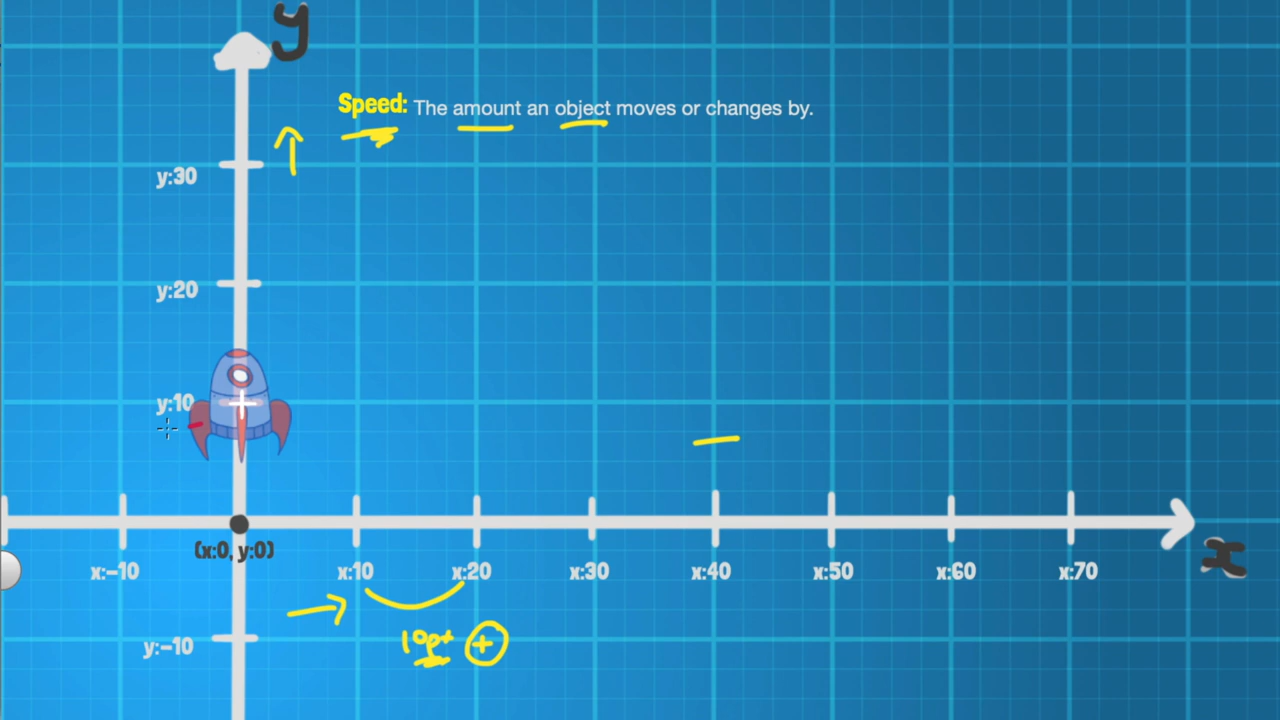 y
Speed: The amount an object moves or changes by.
y:30
y:20
y:10
(x:0, y:0)
x:-10 x:10 x:20 x:30 x:40 x:50 x:60 x:70
x
y:-10
10pt +